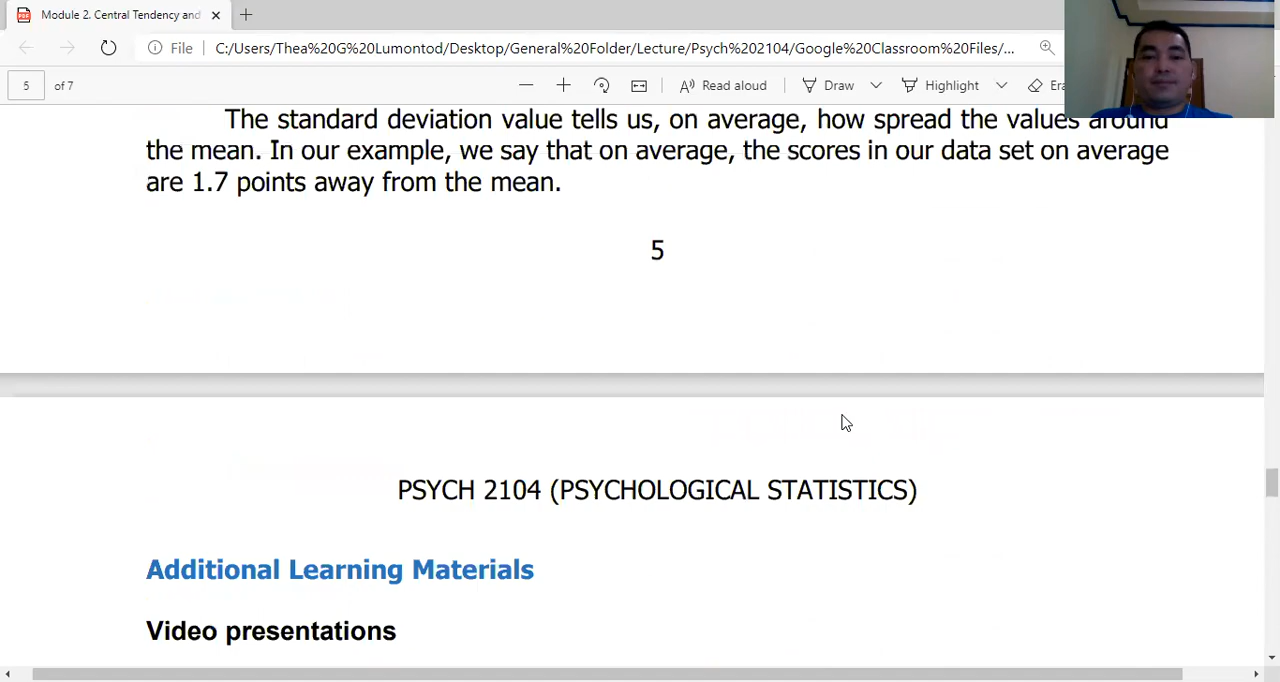 Module 2. Central Tendency and
File C:/Users/Thea%20G%20Lumontod/Desktop/General%20Folder/Lecture/Psych%202104/Google%20Classroom%20Files/...
5 of 7 Read aloud Draw Highlight Era
The standard deviation value tells us, on average, how spread the values around
the mean. In our example, we say that on average, the scores in our data set on average
are 1.7 points away from the mean.
5
PSYCH 2104 (PSYCHOLOGICAL STATISTICS)
Additional Learning Materials
Video presentations